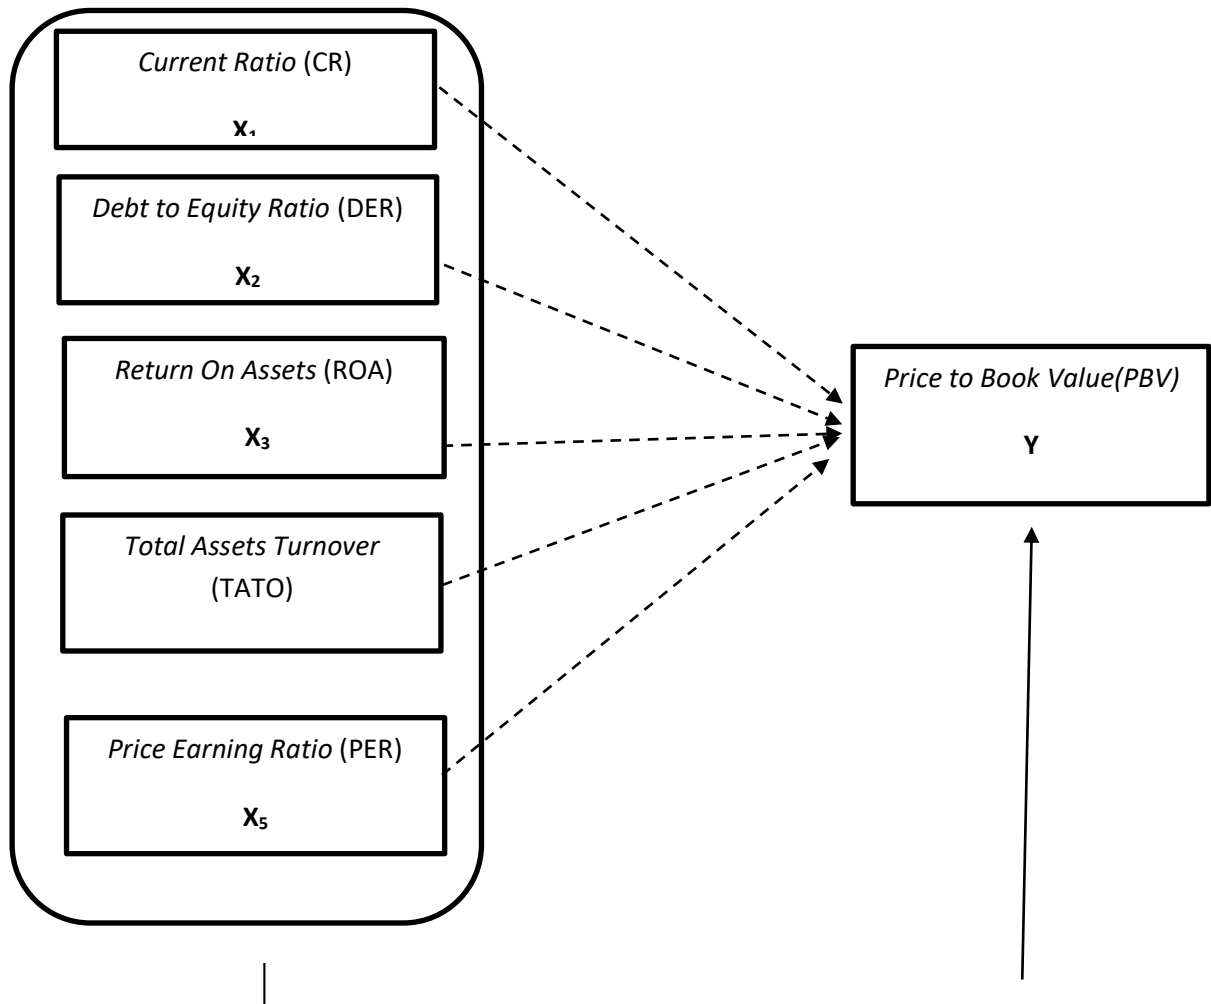 Current Ratio (CR)
X₁
Debt to Equity Ratio (DER)
X₂
Return On Assets (ROA)
X₃
Total Assets Turnover
(TATO)
Price Earning Ratio (PER)
X₅
Price to Book Value(PBV)
Y